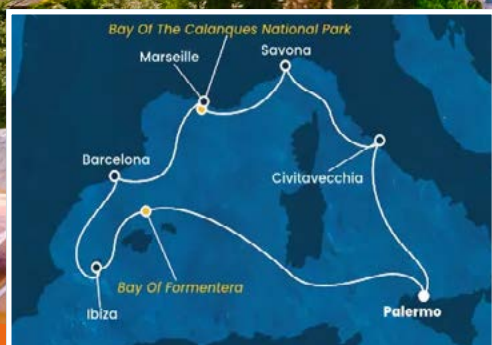 Bay Of The Calanques National Park
Marseille
Savona
Barcelona
Civitavecchia
Ibiza
Bay Of Formentera
Palermo